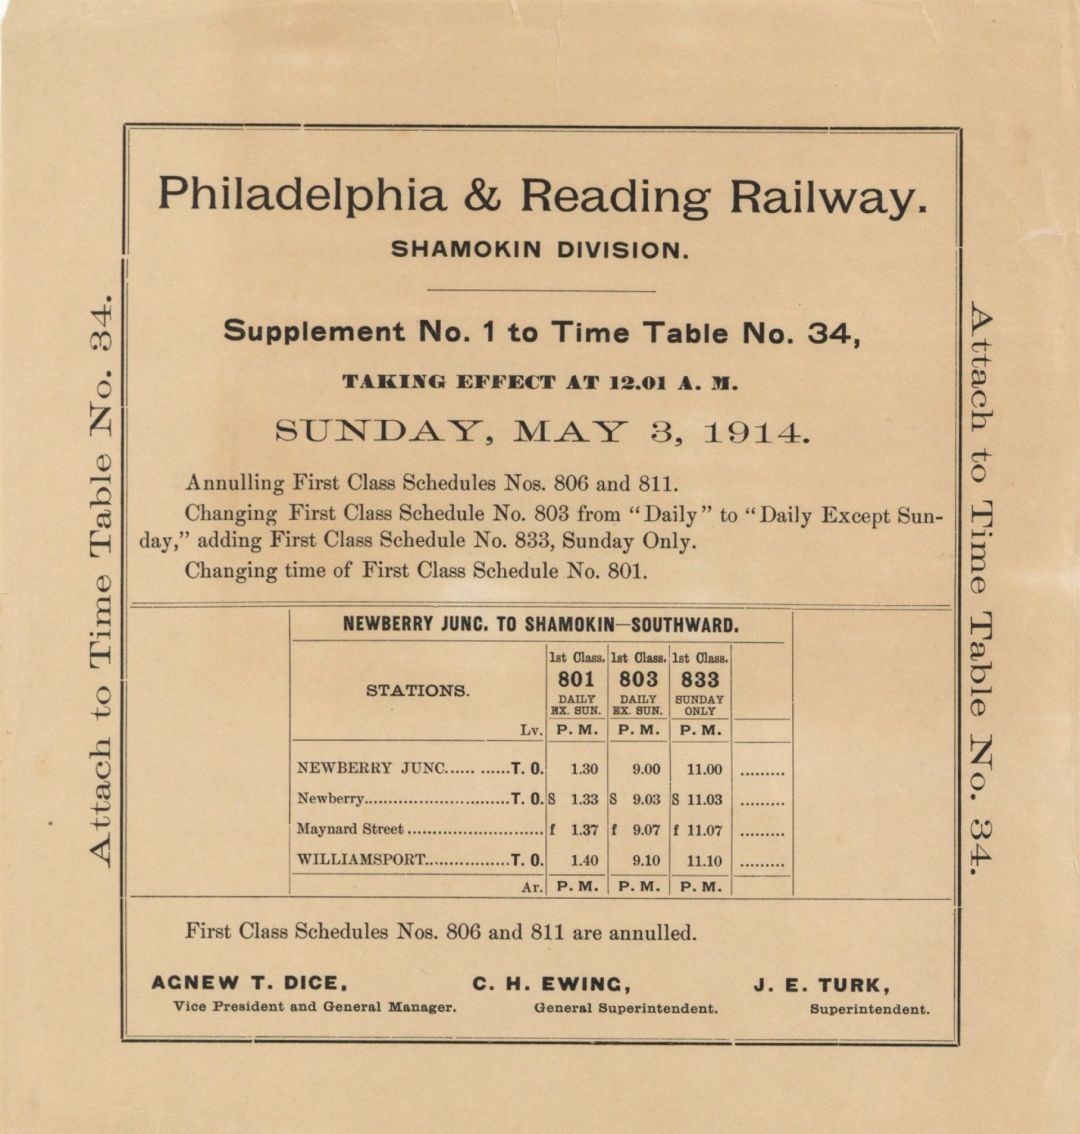 Philadelphia & Reading Railway.
SHAMOKIN DIVISION.
Supplement No. 1 to Time Table No. 34,
TAKING EFFECT AT 12.01 A. M.
SUNDAY, MAY 3, 1914.
Annulling First Class Schedules Nos. 806 and 811.
Changing First Class Schedule No. 803 from "Daily" to "Daily Except Sun-
day," adding First Class Schedule No. 833, Sunday Only.
Changing time of First Class Schedule No. 801.
NEWBERRY JUNC. TO SHAMOKIN—SOUTHWARD.
STATIONS. 1st Class. 1st Class. 1st Class.
801 803 833
DAILY DAILY SUNDAY
EX. SUN. EX. SUN. ONLY
Lv. P. M. P. M. P. M.
NEWBERRY JUNC...... ......T. O. 1.30 9.00 11.00 .........
Newberry................................T. O. S 1.33 S 9.03 S 11.03 .........
Maynard Street .............................. f 1.37 f 9.07 f 11.07 .........
WILLIAMSPORT..................T. O. 1.40 9.10 11.10 .........
Ar. P. M. P. M. P. M.
First Class Schedules Nos. 806 and 811 are annulled.
AGNEW T. DICE, C. H. EWING, J. E. TURK,
Vice President and General Manager. General Superintendent. Superintendent.
Attach to Time Table No. 34.
Attach to Time Table No. 34.